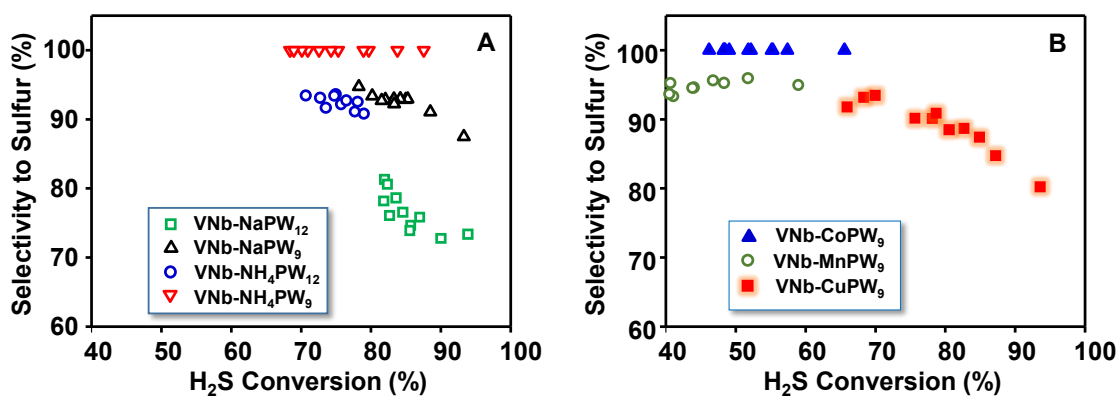 A
Selectivity to Sulfur (%)
100
90
80
70
60
VNb-NaPW12
VNb-NaPW9
VNb-NH4PW12
VNb-NH4PW9
40 50 60 70 80 90 100
H2S Conversion (%)
B
Selectivity to Sulfur (%)
100
90
80
70
60
VNb-CoPW9
VNb-MnPW9
VNb-CuPW9
40 50 60 70 80 90 100
H2S Conversion (%)